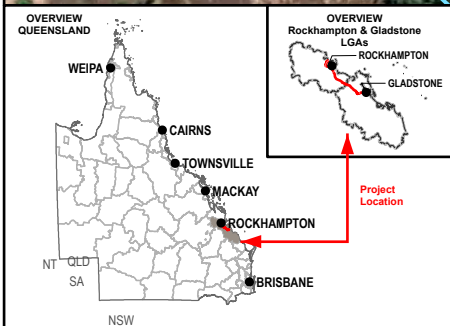 OVERVIEW
QUEENSLAND
WEIPA
CAIRNS
TOWNSVILLE
MACKAY
ROCKHAMPTON
BRISBANE
NT
QLD
SA
NSW
OVERVIEW
Rockhampton & Gladstone
LGAs
ROCKHAMPTON
GLADSTONE
Project
Location